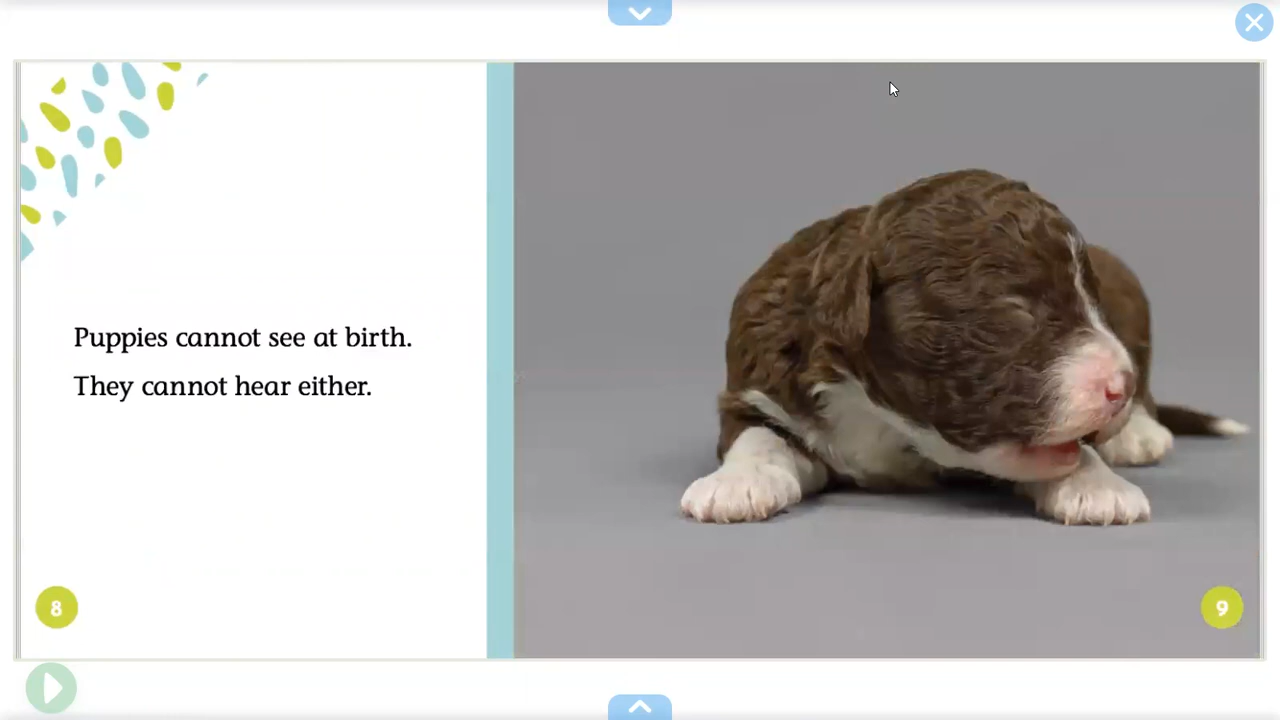 Puppies cannot see at birth.
They cannot hear either.
8
9